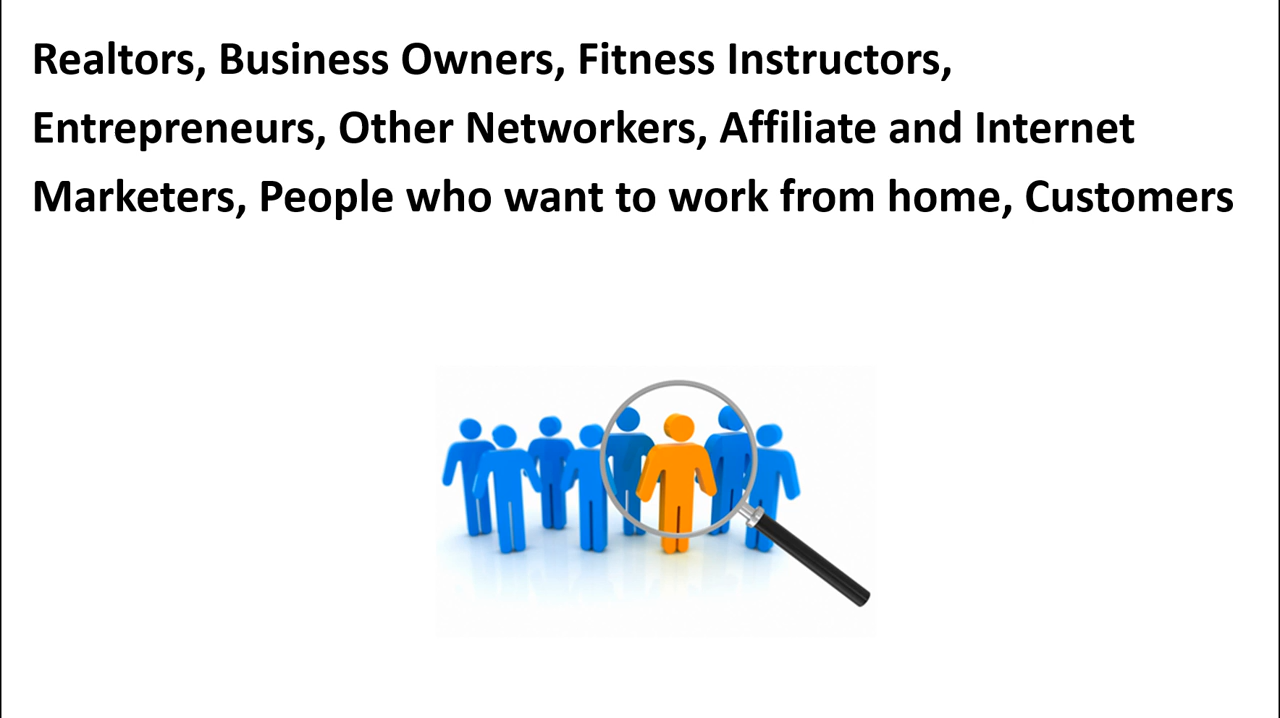 Realtors, Business Owners, Fitness Instructors,
Entrepreneurs, Other Networkers, Affiliate and Internet
Marketers, People who want to work from home, Customers